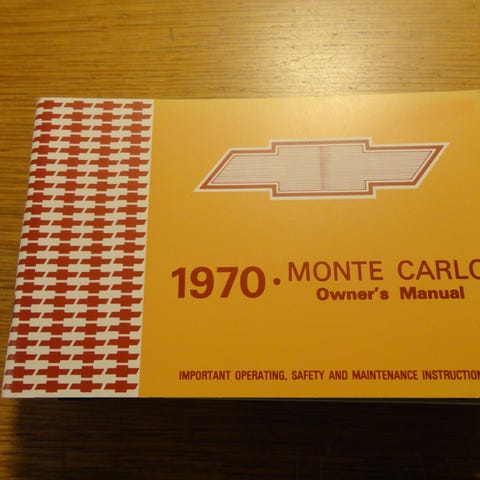 1970 · MONTE CARLO
Owner's Manual
IMPORTANT OPERATING, SAFETY AND MAINTENANCE INSTRUCTION